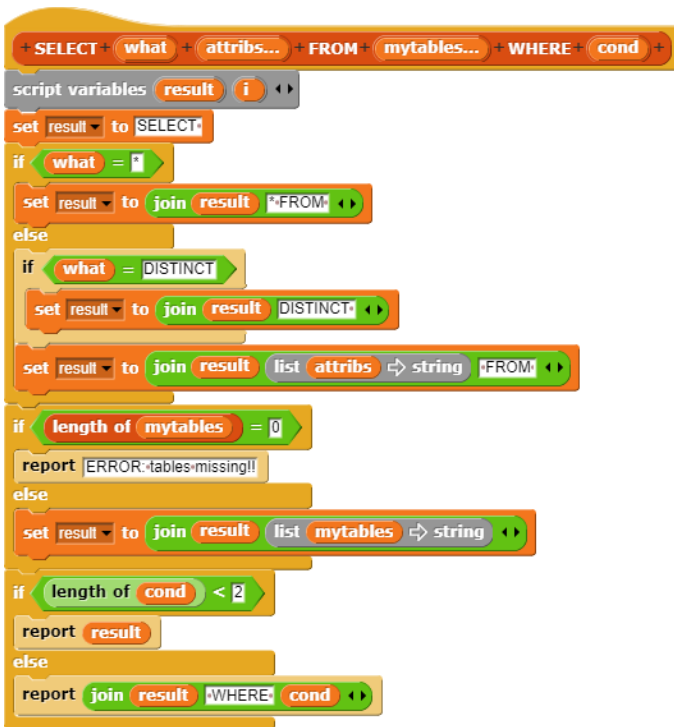 + SELECT + what + attribs... + FROM + mytables... + WHERE + cond +
script variables result i
set result to SELECT·
if what = *
set result to join result *·FROM·
else
if what = DISTINCT
set result to join result DISTINCT·
set result to join result list attribs string ·FROM·
if length of mytables = 0
report ERROR:·tables·missing!!
else
set result to join result list mytables string
if length of cond < 2
report result
else
report join result ·WHERE· cond